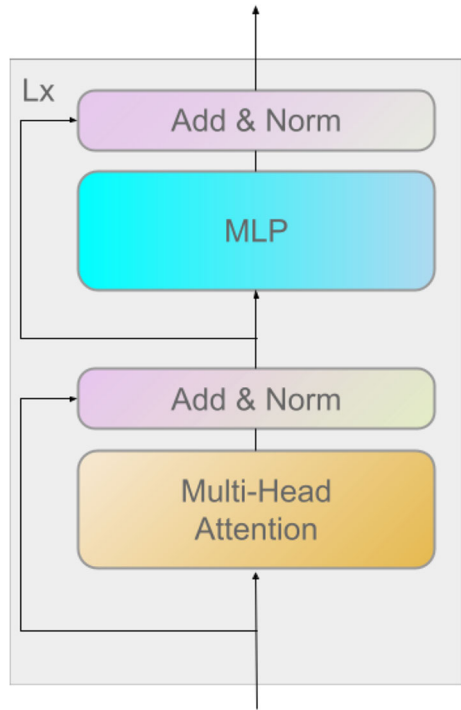 Lx
Add & Norm
MLP
Add & Norm
Multi-Head
Attention